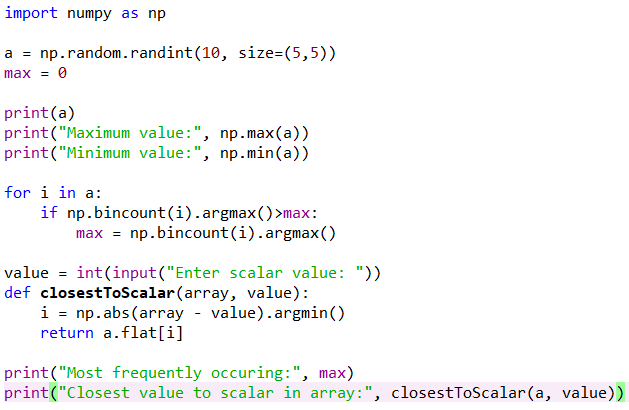 import numpy as np
a = np.random.randint(10, size=(5,5))
max = 0
print(a)
print("Maximum value:", np.max(a))
print("Minimum value:", np.min(a))
for i in a:
    if np.bincount(i).argmax()>max:
        max = np.bincount(i).argmax()
value = int(input("Enter scalar value: "))
def closestToScalar(array, value):
    i = np.abs(array - value).argmin()
    return a.flat[i]
print("Most frequently occuring:", max)
print("Closest value to scalar in array:", closestToScalar(a, value))